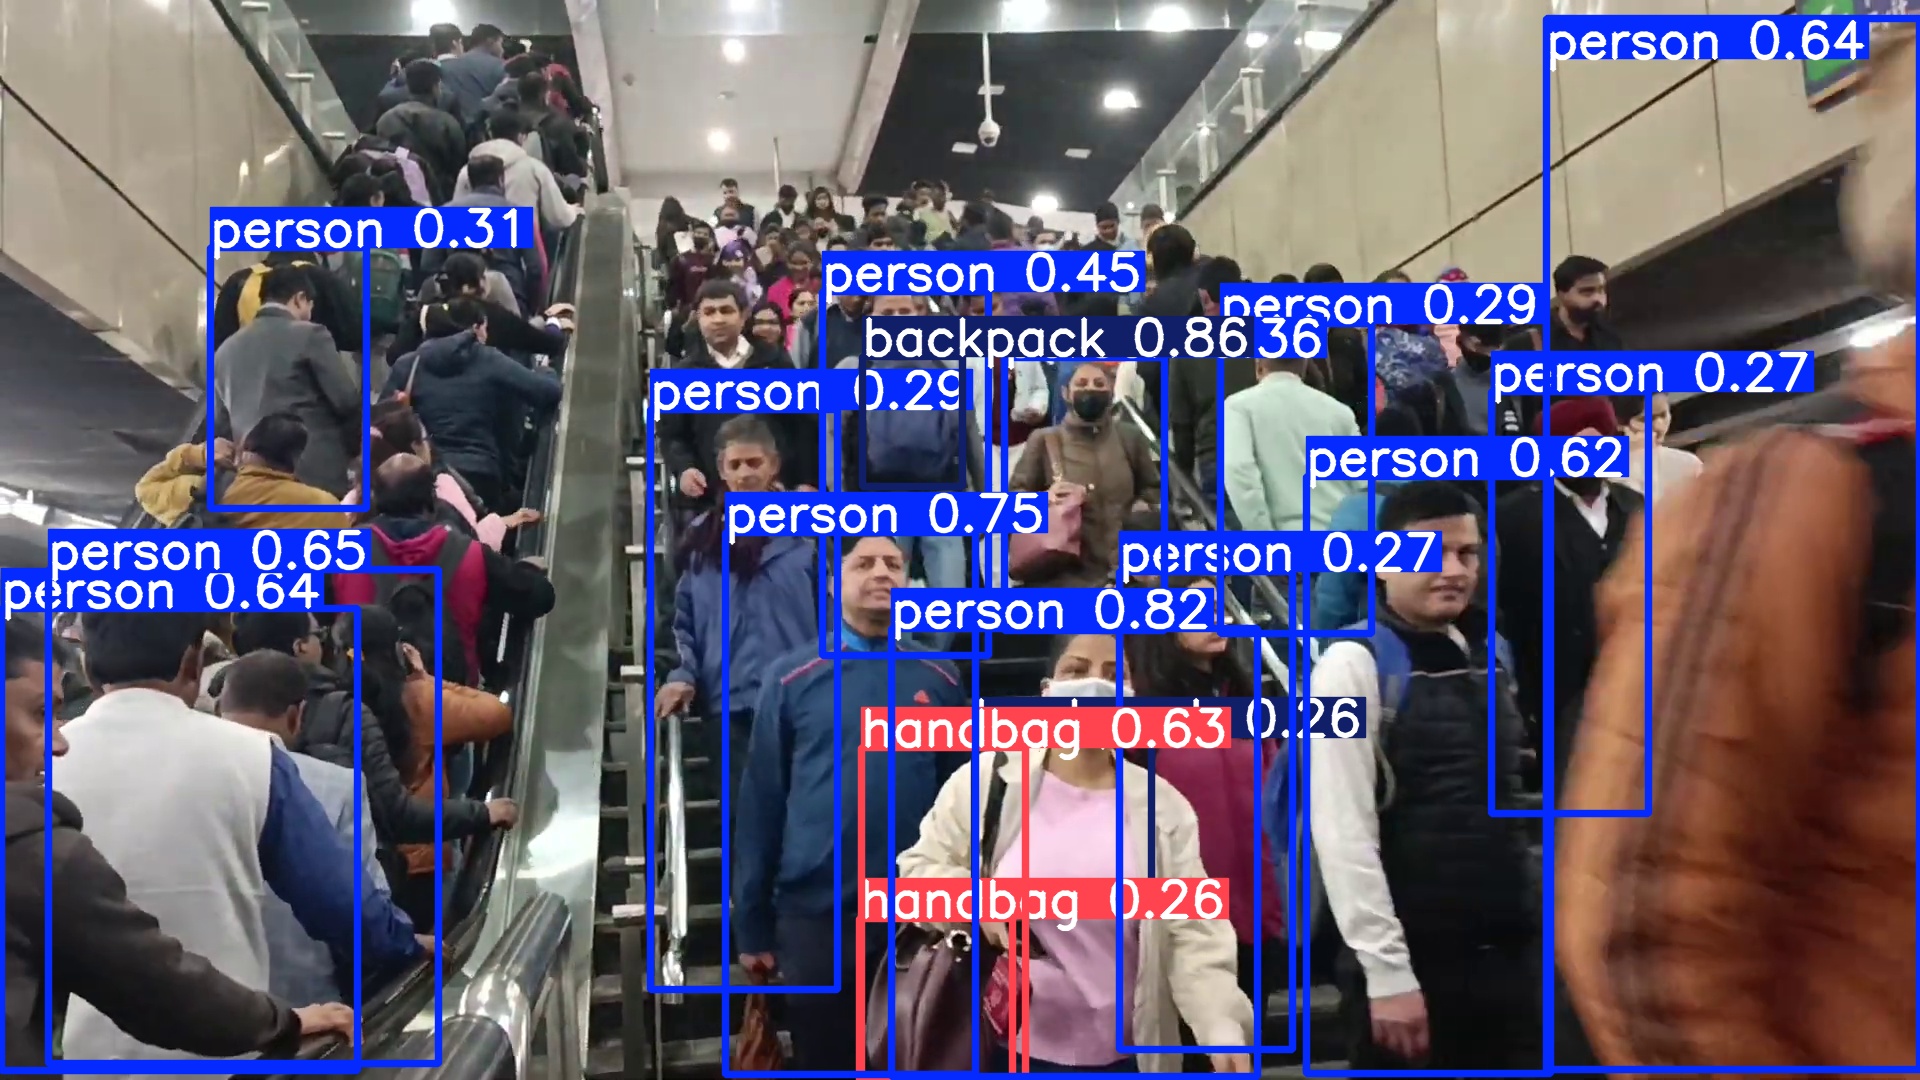 person 0.64
person 0.31
person 0.45
person 0.29
backpack 0.86
36
person 0.29
person 0.27
person 0.62
person 0.75
person 0.65
person 0.27
person 0.64
person 0.82
0.26
handbag 0.63
handbag 0.26